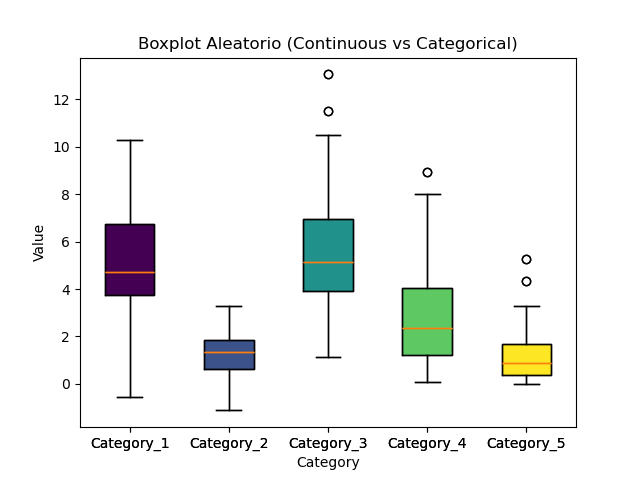 Boxplot Aleatorio (Continuous vs Categorical)
12
10
8
6
4
2
0
Value
Category_1 Category_2 Category_3 Category_4 Category_5
Category